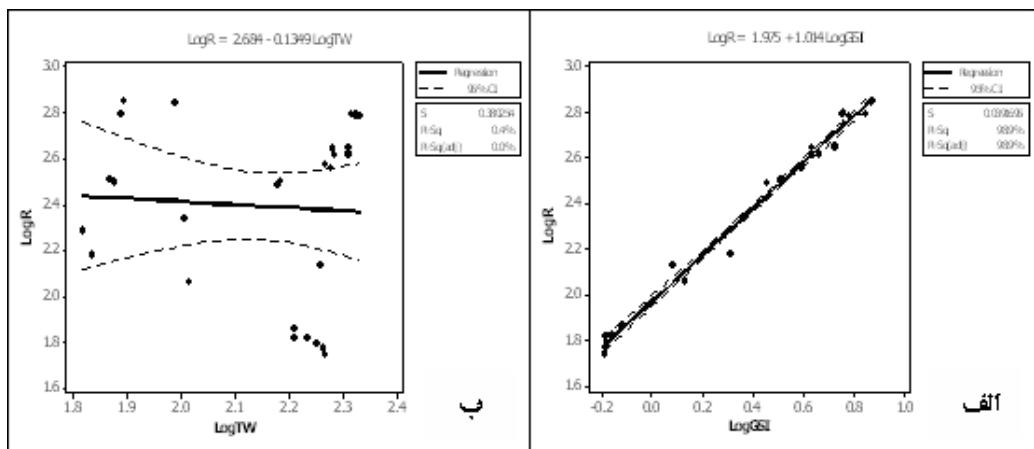 LogR = 2.684 - 0.1349 LogTW
3.0
2.8
2.6
2.4
2.2
2.0
1.8
1.6
LogR
1.8
1.9
2.0
2.1
2.2
2.3
2.4
LogTW
Regression
95% CI
S
R-Sq 0.4%
R-Sq(adj) 0.0%
ب
LogR = 1.975 + 1.014 LogGSI
3.0
2.8
2.6
2.4
2.2
2.0
1.8
1.6
LogR
-0.2
0.0
0.2
0.4
0.6
0.8
1.0
LogGSI
Regression
95% CI
S
R-Sq 98.9%
R-Sq(adj) 98.9%
الف